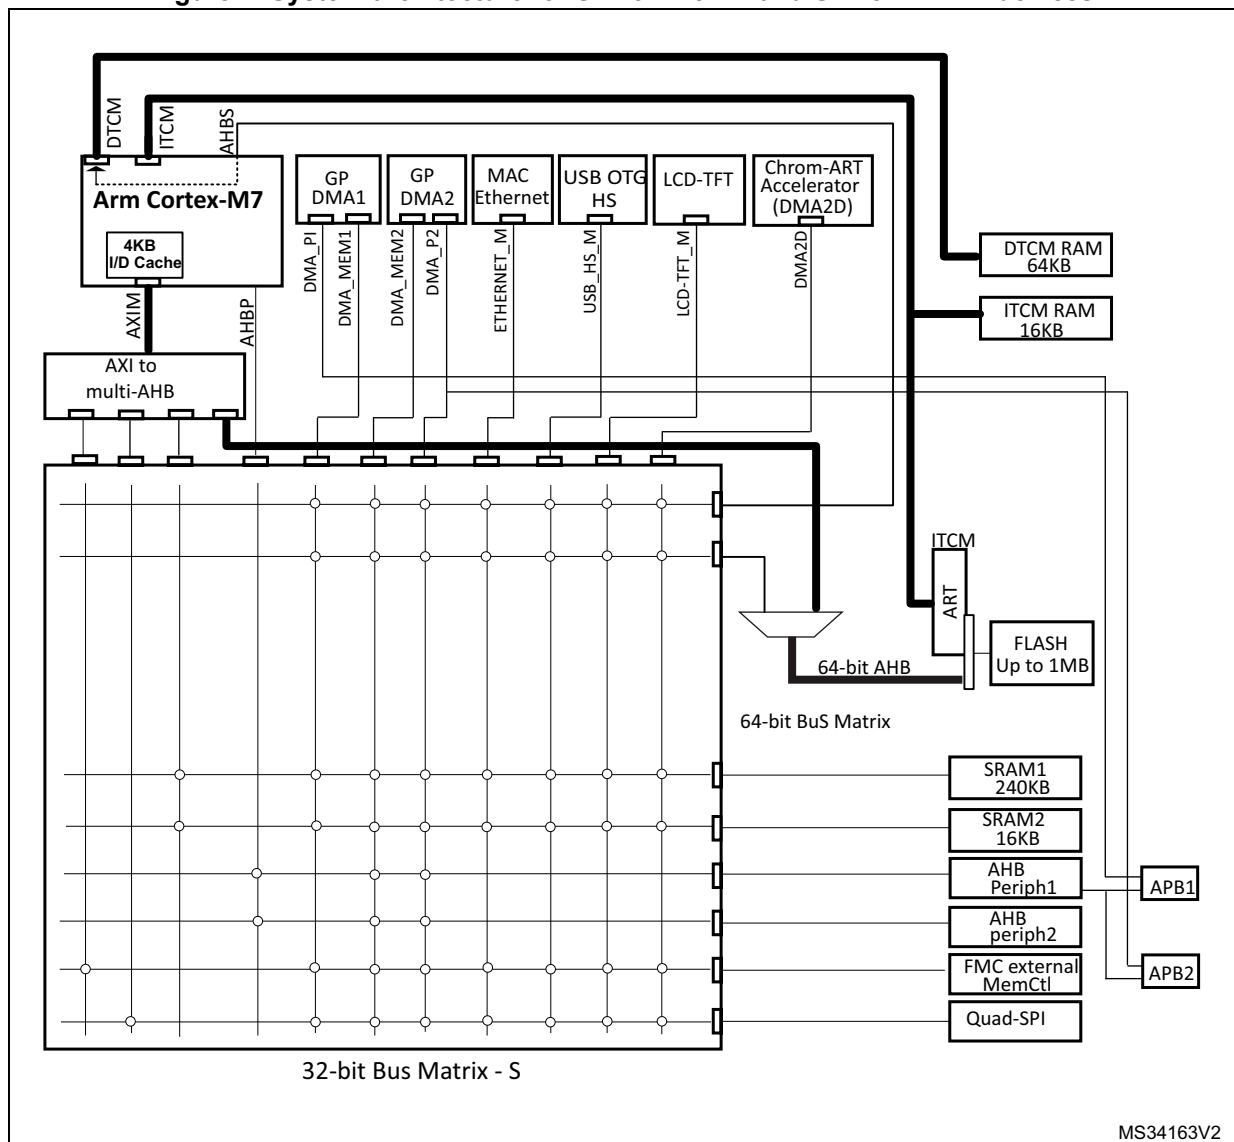 DTCM
ITCM
AHBS
Arm Cortex-M7
4KB
I/D Cache
GP
DMA1
GP
DMA2
MAC
Ethernet
USB OTG
HS
LCD-TFT
Chrom-ART
Accelerator
(DMA2D)
DTCM RAM
64KB
ITCM RAM
16KB
AXIM
AHBP
DMA_PI
DMA_MEM1
DMA_MEM2
DMA_P2
ETHERNET_M
USB_HS_M
LCD-TFT_M
DMA2D
AXI to
multi-AHB
ITCM
ART
FLASH
Up to 1MB
64-bit AHB
64-bit BuS Matrix
SRAM1
240KB
SRAM2
16KB
AHB
Periph1
APB1
AHB
periph2
FMC external
MemCtl
APB2
Quad-SPI
32-bit Bus Matrix - S
MS34163V2